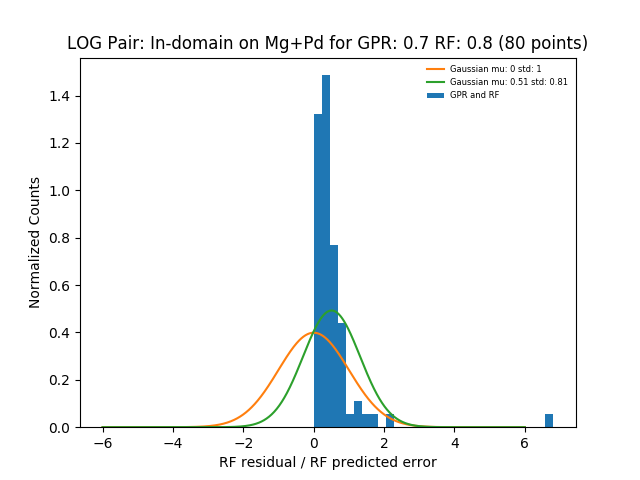 LOG Pair: In-domain on Mg+Pd for GPR: 0.7 RF: 0.8 (80 points)
Gaussian mu: 0 std: 1
Gaussian mu: 0.51 std: 0.81
GPR and RF
Normalized Counts
1.4
1.2
1.0
0.8
0.6
0.4
0.2
0.0
−6 −4 −2 0 2 4 6
RF residual / RF predicted error